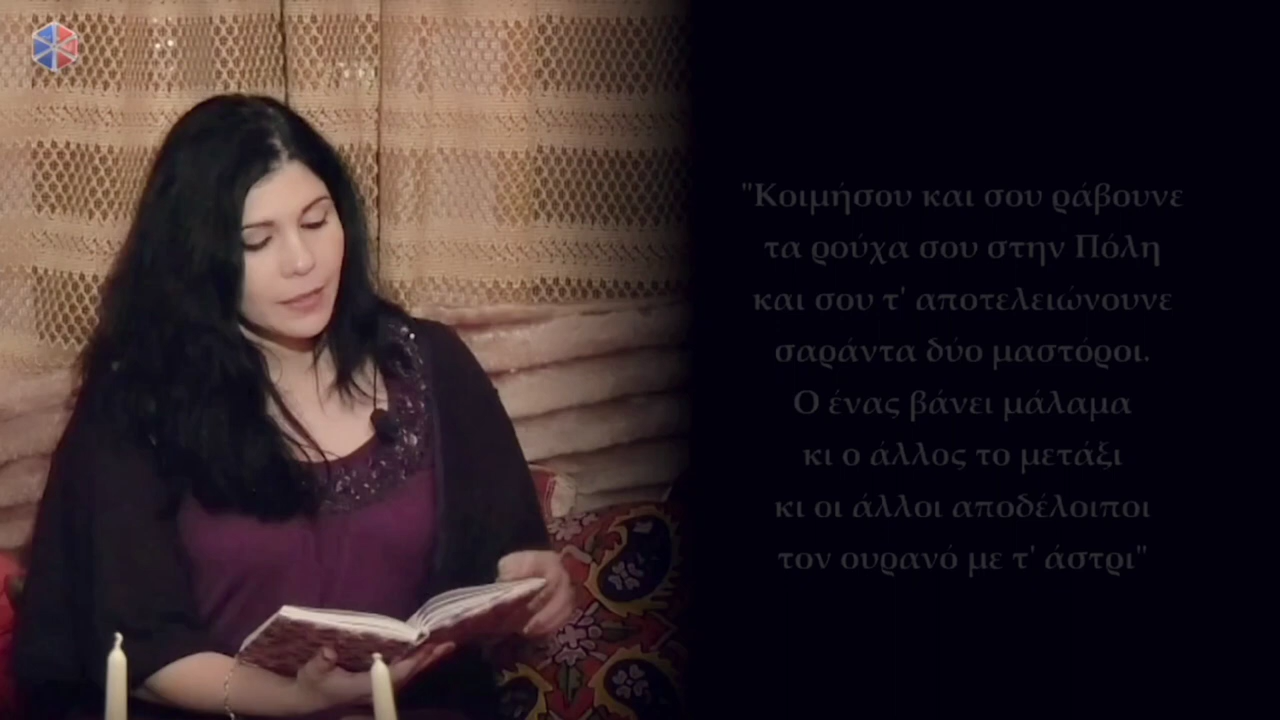 "Κοιμήσου και σου ράβουνε
τα ρούχα σου στην Πόλη
και σου τ' αποτελειώνουνε
σαράντα δύο μαστόροι.
Ο ένας βάνει μάλαμα
κι ο άλλος το μετάξι
κι οι άλλοι αποδέλοιποι
τον ουρανό με τ' άστρι"